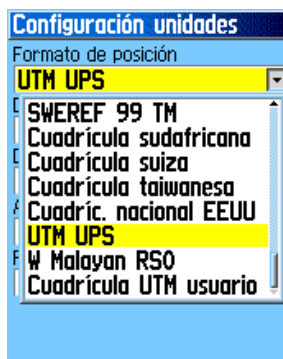 Configuración unidades
Formato de posición
UTM UPS
SWEREF 99 TM
Cuadrícula sudafricana
Cuadrícula suiza
Cuadrícula taiwanesa
Cuadríc. nacional EEUU
UTM UPS
W Malayan RSO
Cuadrícula UTM usuario